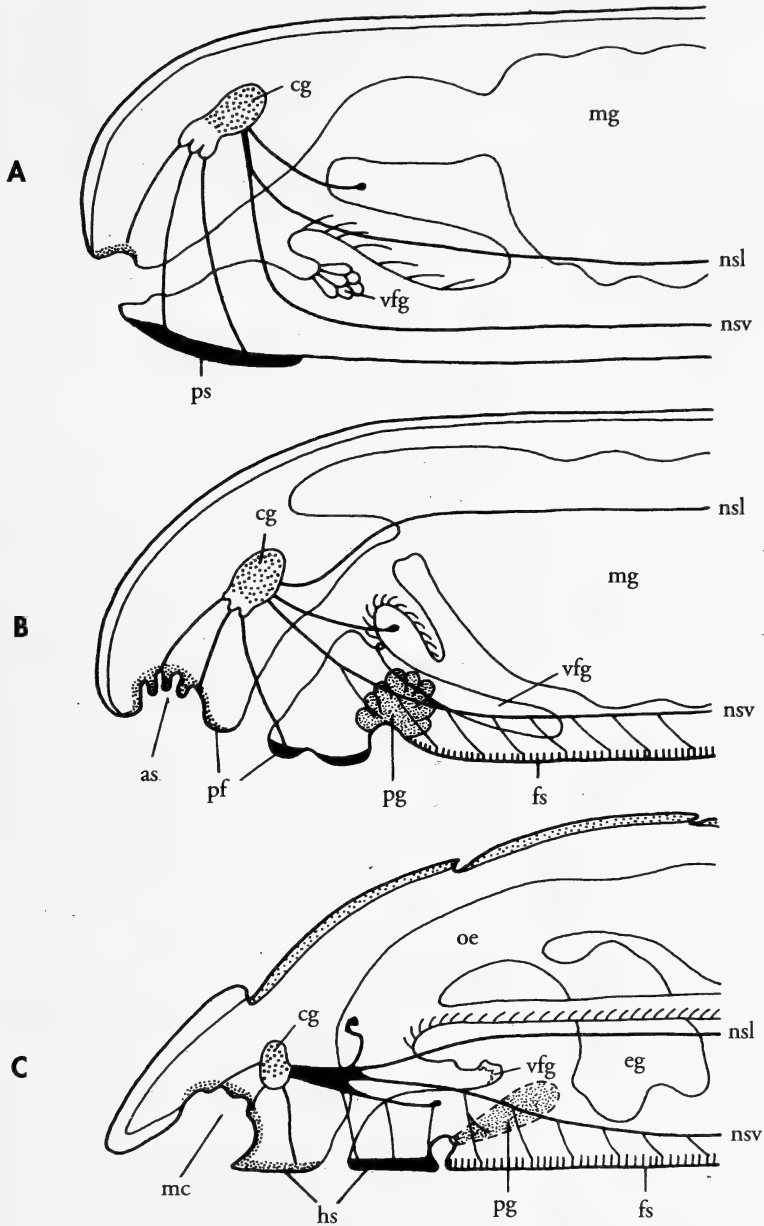 A
cg
mg
nsl
vfg
nsv
ps
B
cg
nsl
mg
vfg
nsv
as
pf
pg
fs
C
oe
cg
nsl
vfg
eg
nsv
mc
hs
pg
fs